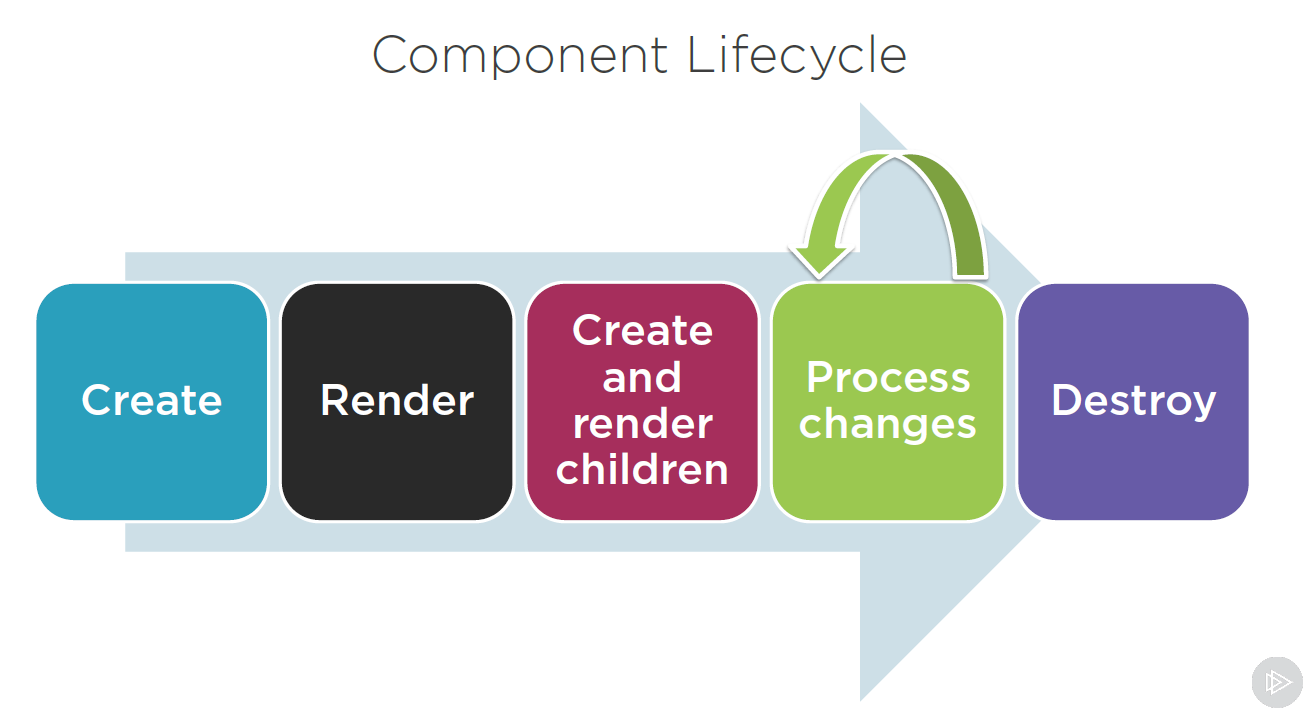 Component Lifecycle
Create
Render
Create
and
render
children
Process
changes
Destroy